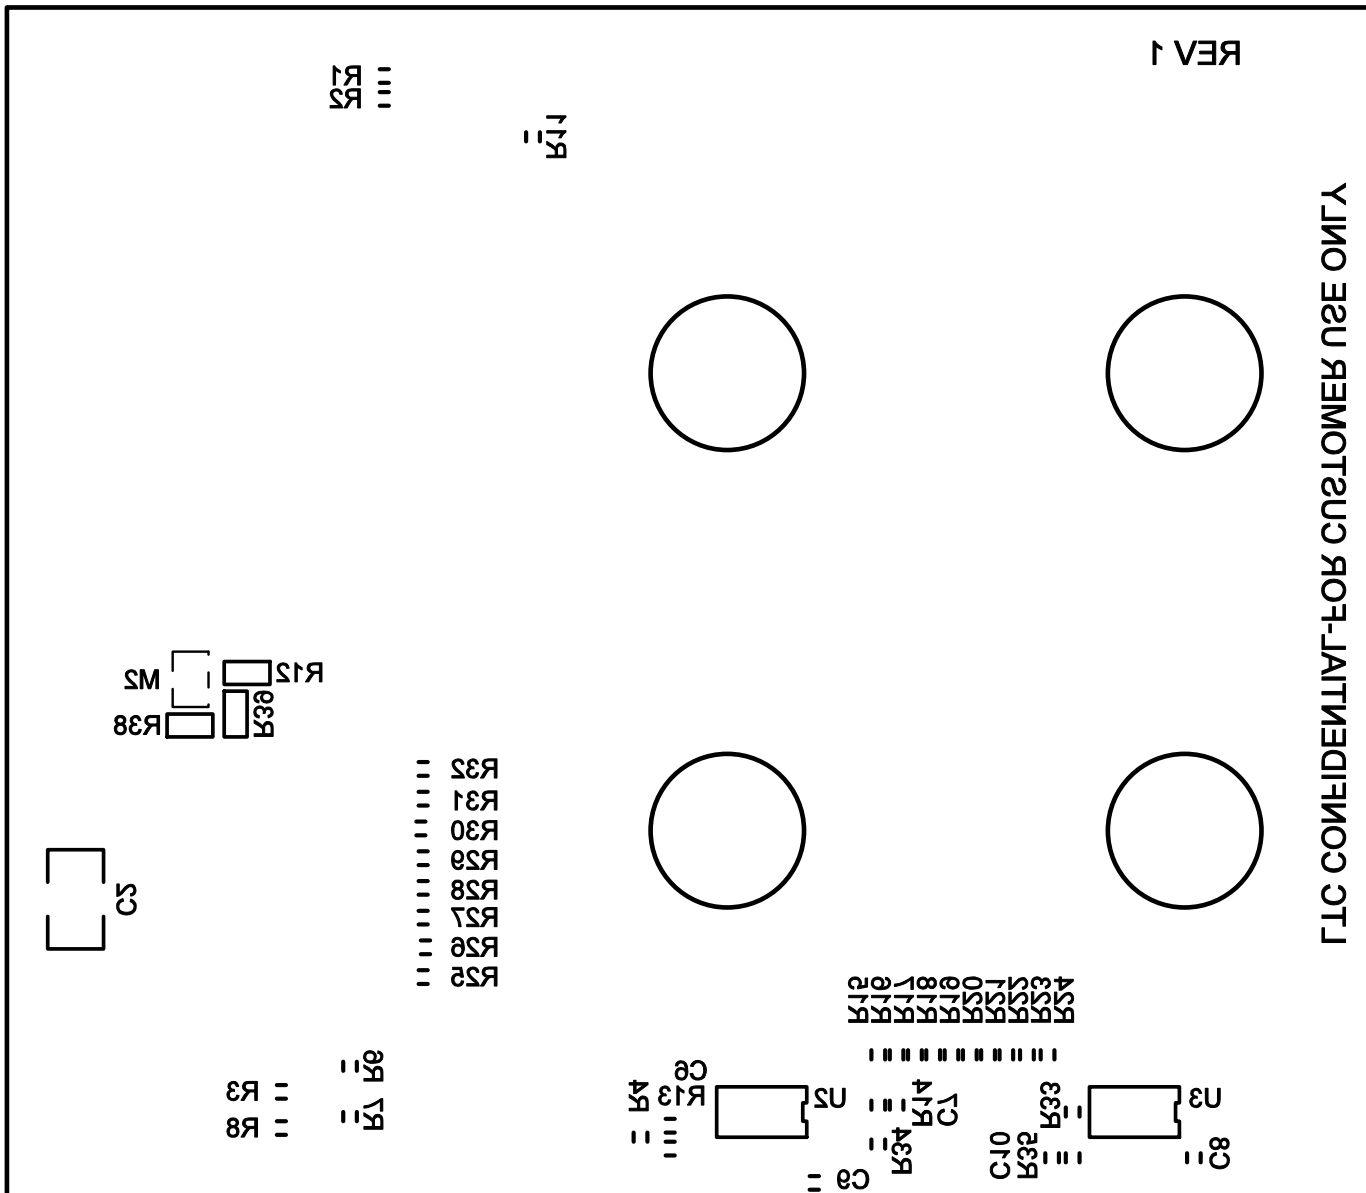 REV 1
R1
R2
R11
LTC CONFIDENTIAL-FOR CUSTOMER USE ONLY
M2
R12
R38
R39
R32
R31
R30
R29
R28
R27
R26
R25
C2
R15
R16
R17
R18
R19
R20
R21
R22
R23
R24
R6
R3
R7
R8
C6
R13
R4
U2
R14
C7
R34
R33
U3
C10
R35
C8
C9